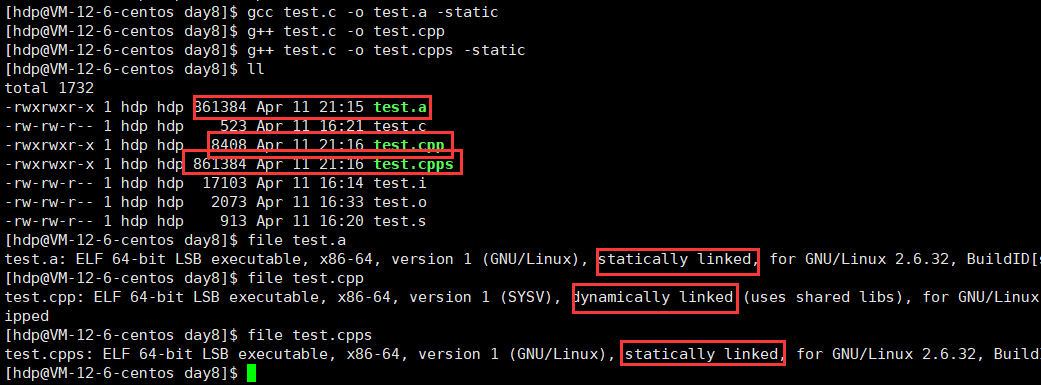 [hdp@VM-12-6-centos day8]$ gcc test.c -o test.a -static
[hdp@VM-12-6-centos day8]$ g++ test.c -o test.cpp
[hdp@VM-12-6-centos day8]$ g++ test.c -o test.cpps -static
[hdp@VM-12-6-centos day8]$ ll
total 1732
-rwxrwxr-x 1 hdp hdp 861384 Apr 11 21:15 test.a
-rw-rw-r-- 1 hdp hdp    523 Apr 11 16:21 test.c
-rwxrwxr-x 1 hdp hdp   8408 Apr 11 21:16 test.cpp
-rwxrwxr-x 1 hdp hdp 861384 Apr 11 21:16 test.cpps
-rw-rw-r-- 1 hdp hdp  17103 Apr 11 16:14 test.i
-rw-rw-r-- 1 hdp hdp   2073 Apr 11 16:33 test.o
-rw-rw-r-- 1 hdp hdp    913 Apr 11 16:20 test.s
[hdp@VM-12-6-centos day8]$ file test.a
test.a: ELF 64-bit LSB executable, x86-64, version 1 (GNU/Linux), statically linked, for GNU/Linux 2.6.32, BuildID[s
[hdp@VM-12-6-centos day8]$ file test.cpp
test.cpp: ELF 64-bit LSB executable, x86-64, version 1 (SYSV), dynamically linked (uses shared libs), for GNU/Linux
ipped
[hdp@VM-12-6-centos day8]$ file test.cpps
test.cpps: ELF 64-bit LSB executable, x86-64, version 1 (GNU/Linux), statically linked, for GNU/Linux 2.6.32, Buil
[hdp@VM-12-6-centos day8]$